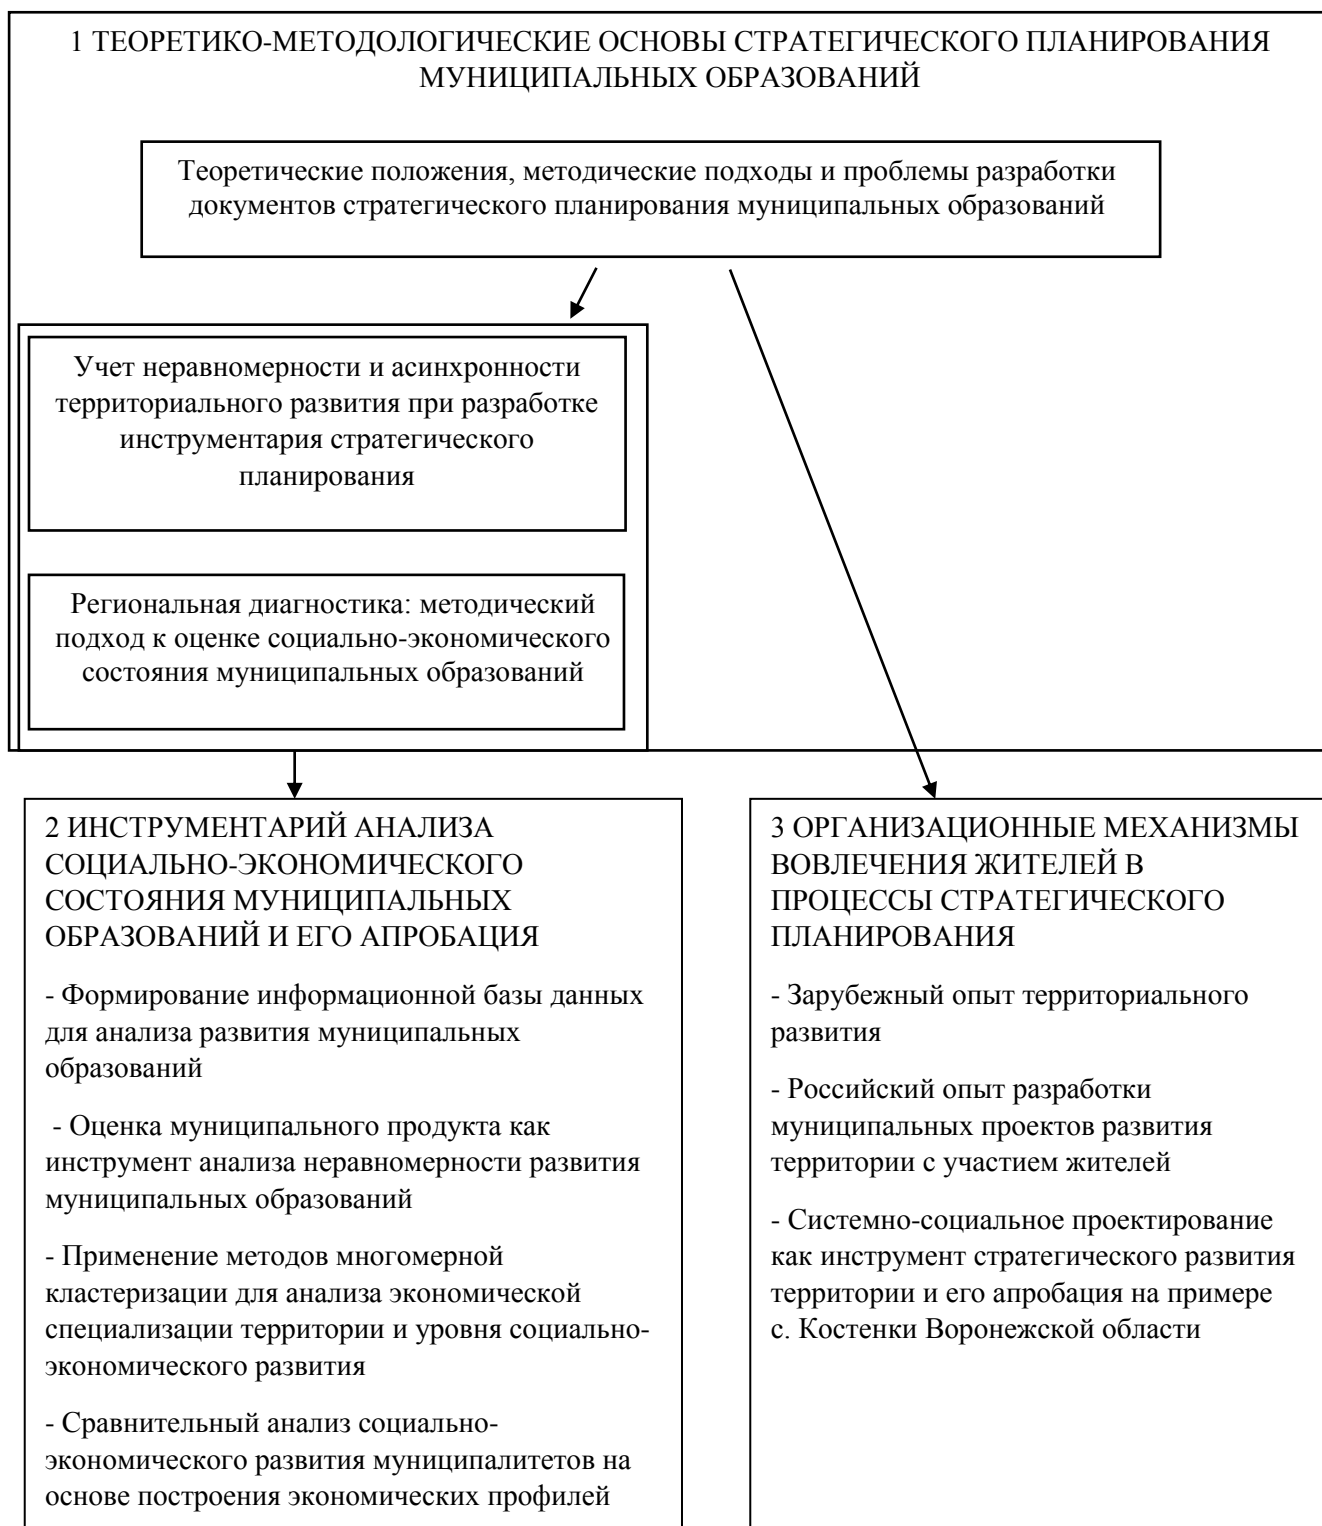 1 ТЕОРЕТИКО-МЕТОДОЛОГИЧЕСКИЕ ОСНОВЫ СТРАТЕГИЧЕСКОГО ПЛАНИРОВАНИЯ
МУНИЦИПАЛЬНЫХ ОБРАЗОВАНИЙ
Теоретические положения, методические подходы и проблемы разработки
документов стратегического планирования муниципальных образований
Учет неравномерности и асинхронности
территориального развития при разработке
инструментария стратегического
планирования
Региональная диагностика: методический
подход к оценке социально-экономического
состояния муниципальных образований
2 ИНСТРУМЕНТАРИЙ АНАЛИЗА
СОЦИАЛЬНО-ЭКОНОМИЧЕСКОГО
СОСТОЯНИЯ МУНИЦИПАЛЬНЫХ
ОБРАЗОВАНИЙ И ЕГО АПРОБАЦИЯ
- Формирование информационной базы данных
для анализа развития муниципальных
образований
- Оценка муниципального продукта как
инструмент анализа неравномерности развития
муниципальных образований
- Применение методов многомерной
кластеризации для анализа экономической
специализации территории и уровня социально-
экономического развития
- Сравнительный анализ социально-
экономического развития муниципалитетов на
основе построения экономических профилей
3 ОРГАНИЗАЦИОННЫЕ МЕХАНИЗМЫ
ВОВЛЕЧЕНИЯ ЖИТЕЛЕЙ В
ПРОЦЕССЫ СТРАТЕГИЧЕСКОГО
ПЛАНИРОВАНИЯ
- Зарубежный опыт территориального
развития
- Российский опыт разработки
муниципальных проектов развития
территории с участием жителей
- Системно-социальное проектирование
как инструмент стратегического развития
территории и его апробация на примере
с. Костенки Воронежской области